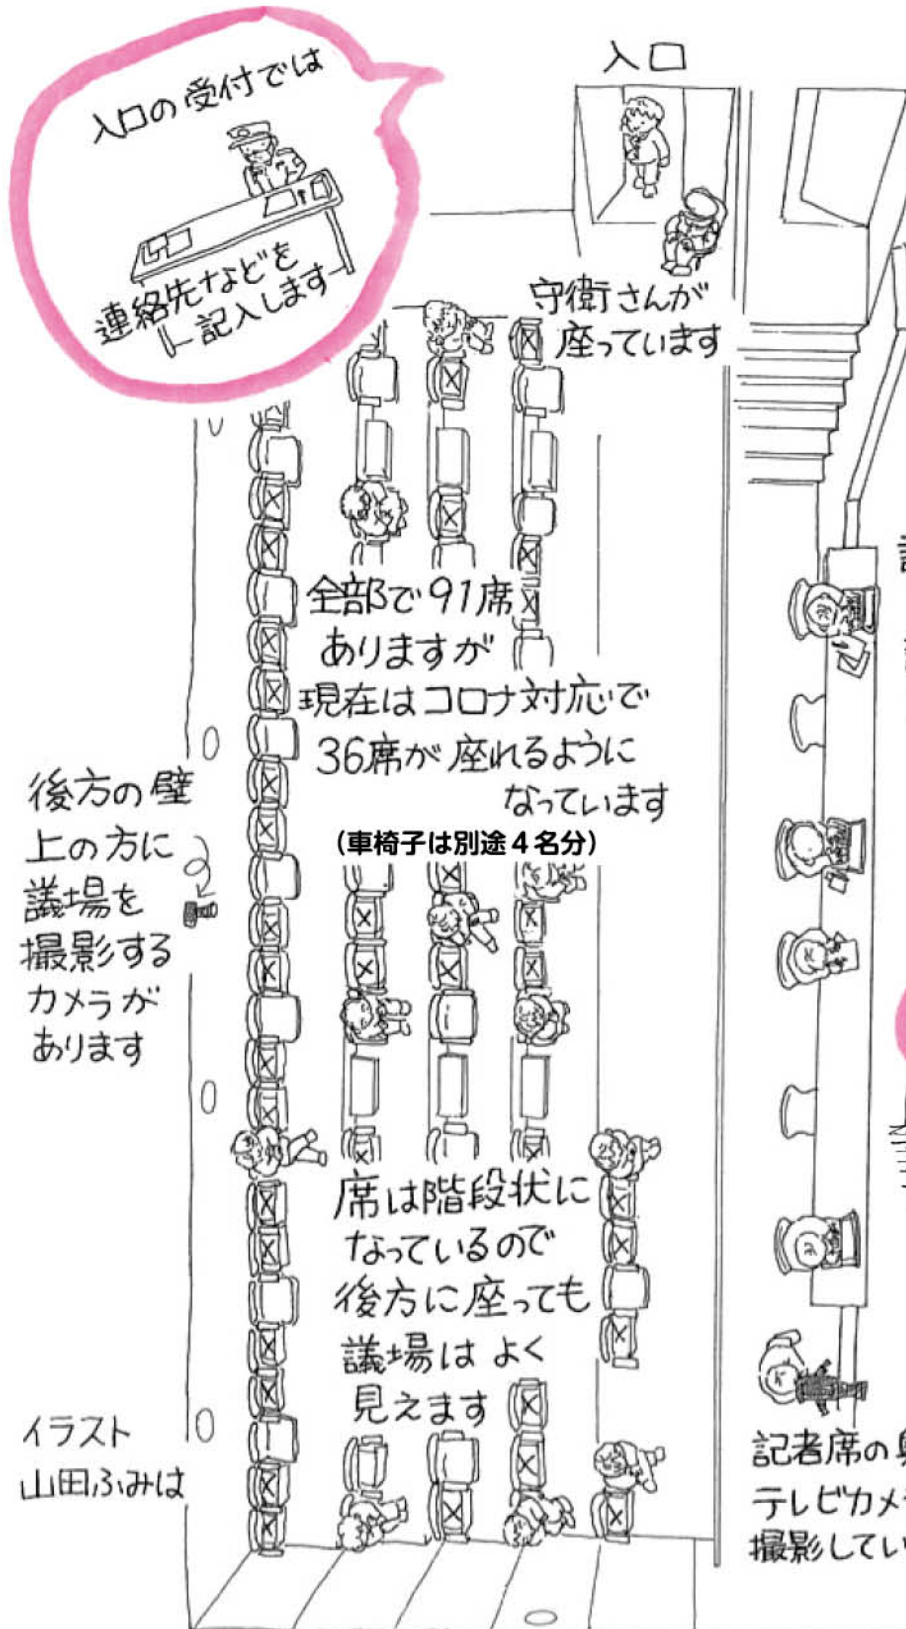 入口の受付では
連絡先などを
記入します
入口
守衛さんが
座っています
全部で91席
ありますが
現在はコロナ対応で
36席が座れるように
なっています
(車椅子は別途4名分)
後方の壁
上の方に
議場を
撮影する
カメラが
あります
席は階段状に
なっているので
後方に座っても
議場はよく
見えます
イラスト
山田ふみは
記者席の
テレビカメ
撮影してい